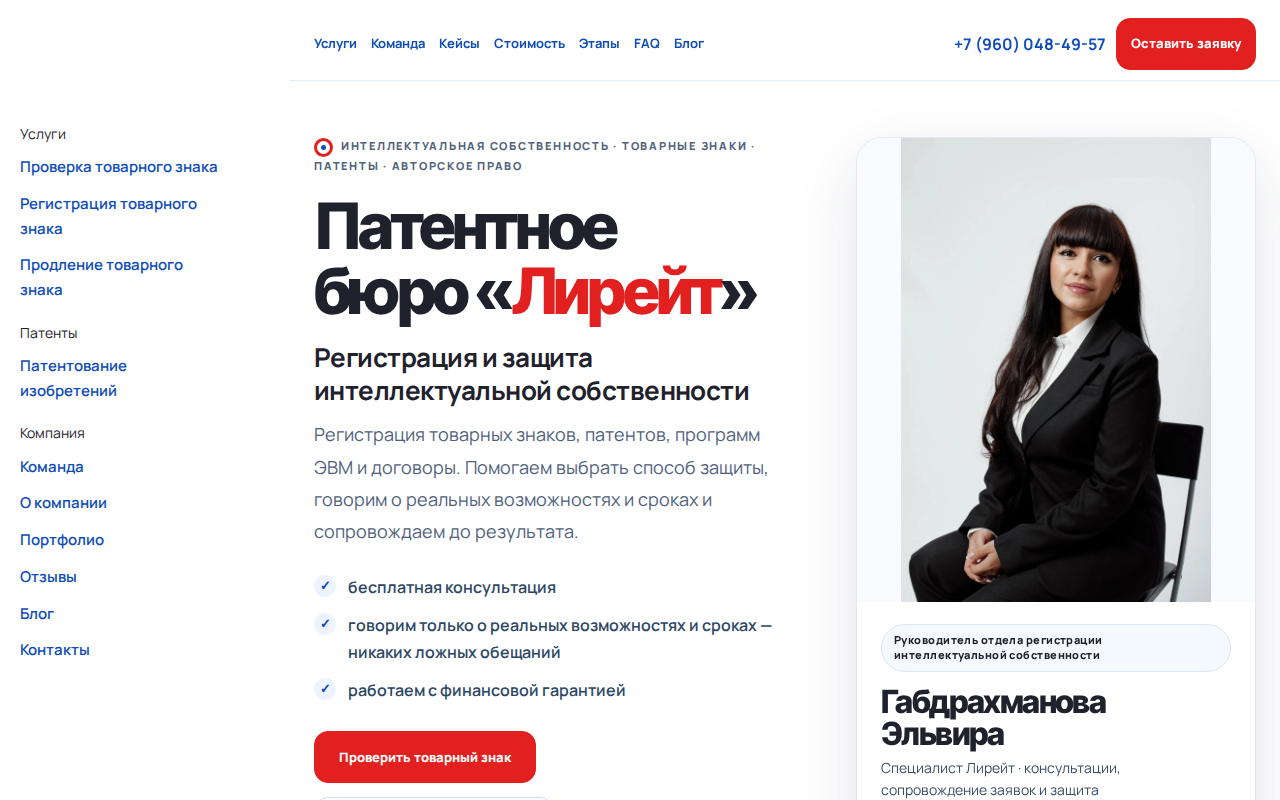 Услуги Команда Кейсы Стоимость Этапы FAQ Блог
+7 (960) 048-49-57
Оставить заявку
Услуги
Проверка товарного знака
Регистрация товарного
знака
Продление товарного
знака
Патенты
Патентование
изобретений
Компания
Команда
О компании
Портфолио
Отзывы
Блог
Контакты
ИНТЕЛЛЕКТУАЛЬНАЯ СОБСТВЕННОСТЬ · ТОВАРНЫЕ ЗНАКИ ·
ПАТЕНТЫ · АВТОРСКОЕ ПРАВО
Патентное
бюро «Лирейт»
Регистрация и защита
интеллектуальной собственности
Регистрация товарных знаков, патентов, программ
ЭВМ и договоры. Помогаем выбрать способ защиты,
говорим о реальных возможностях и сроках и
сопровождаем до результата.
✓ бесплатная консультация
✓ говорим только о реальных возможностях и сроках —
никаких ложных обещаний
✓ работаем с финансовой гарантией
Проверить товарный знак
Руководитель отдела регистрации
интеллектуальной собственности
Габдрахманова
Эльвира
Специалист Лирейт · консультации,
сопровождение заявок и защита